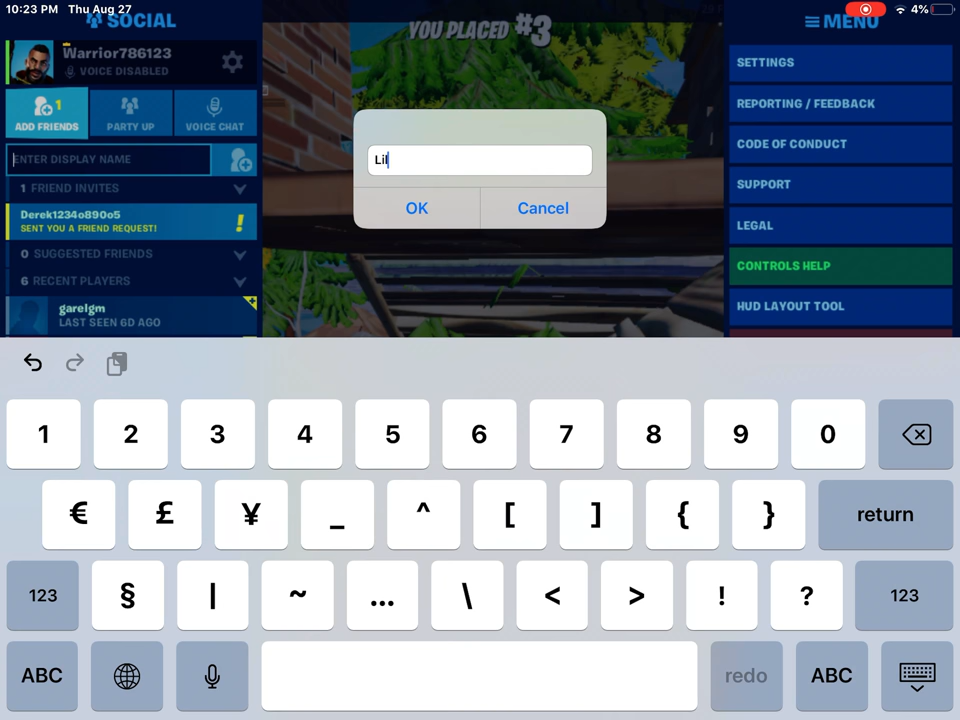 10:23 PM Thu Aug 27
4%
SOCIAL
Warrior786123
VOICE DISABLED
1
ADD FRIENDS
PARTY UP
VOICE CHAT
ENTER DISPLAY NAME
1 FRIEND INVITES
Derek1234o890o5
SENT YOU A FRIEND REQUEST!
!
0 SUGGESTED FRIENDS
6 RECENT PLAYERS
garelgm
LAST SEEN 6D AGO
YOU PLACED #3
Lil
OK
Cancel
MENU
SETTINGS
REPORTING / FEEDBACK
CODE OF CONDUCT
SUPPORT
LEGAL
CONTROLS HELP
HUD LAYOUT TOOL
1 2 3 4 5 6 7 8 9 0
€ £ ¥ _ ^ [ ] { } return
123 § | ~ ... \ < > ! ? 123
ABC redo ABC